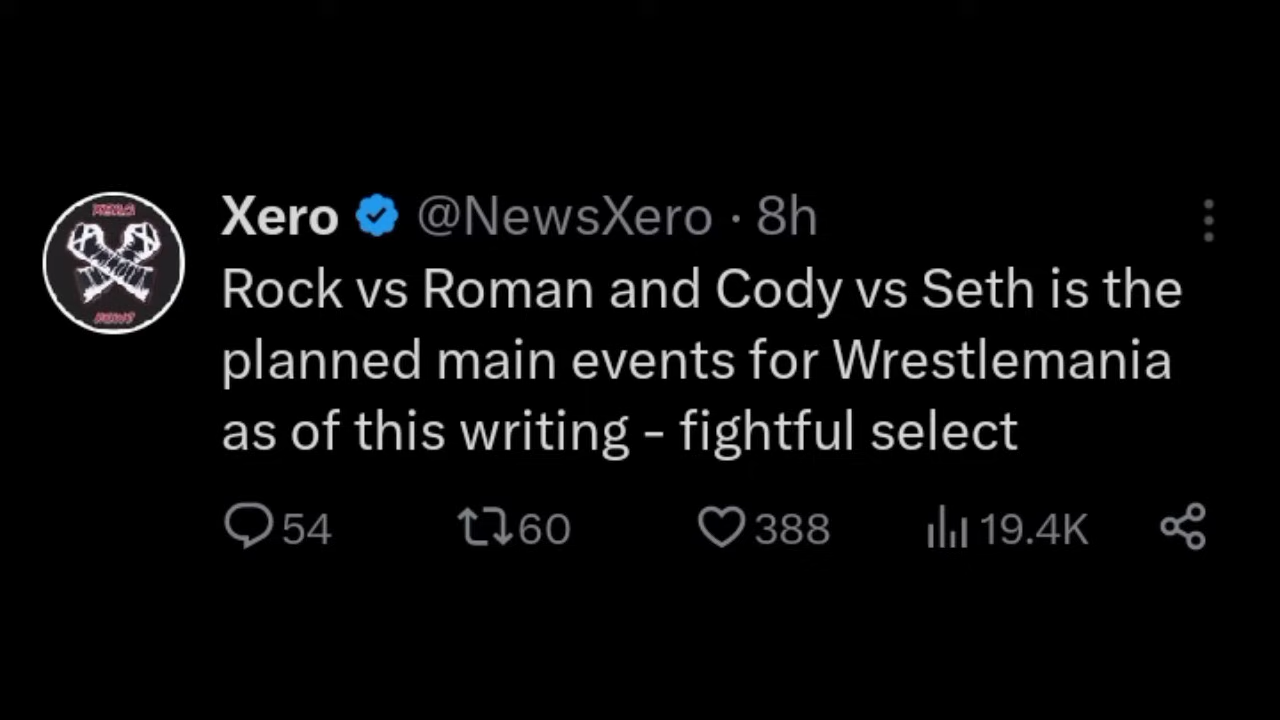 Xero @NewsXero · 8h
Rock vs Roman and Cody vs Seth is the
planned main events for Wrestlemania
as of this writing - fightful select
54 60 388 19.4K